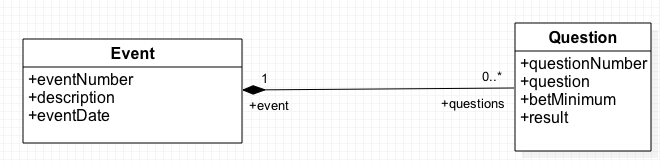 Event
+eventNumber
+description
+eventDate
1
+event
0..*
+questions
Question
+questionNumber
+question
+betMinimum
+result